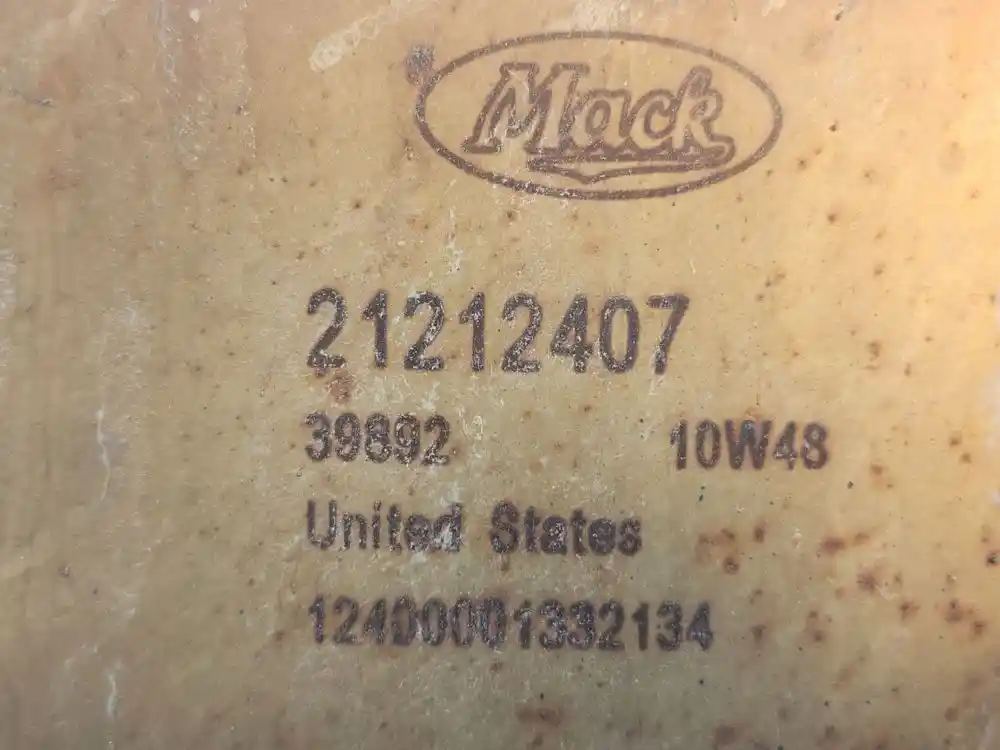 Mack
21212407
39892 10W48
United States
12400001332134